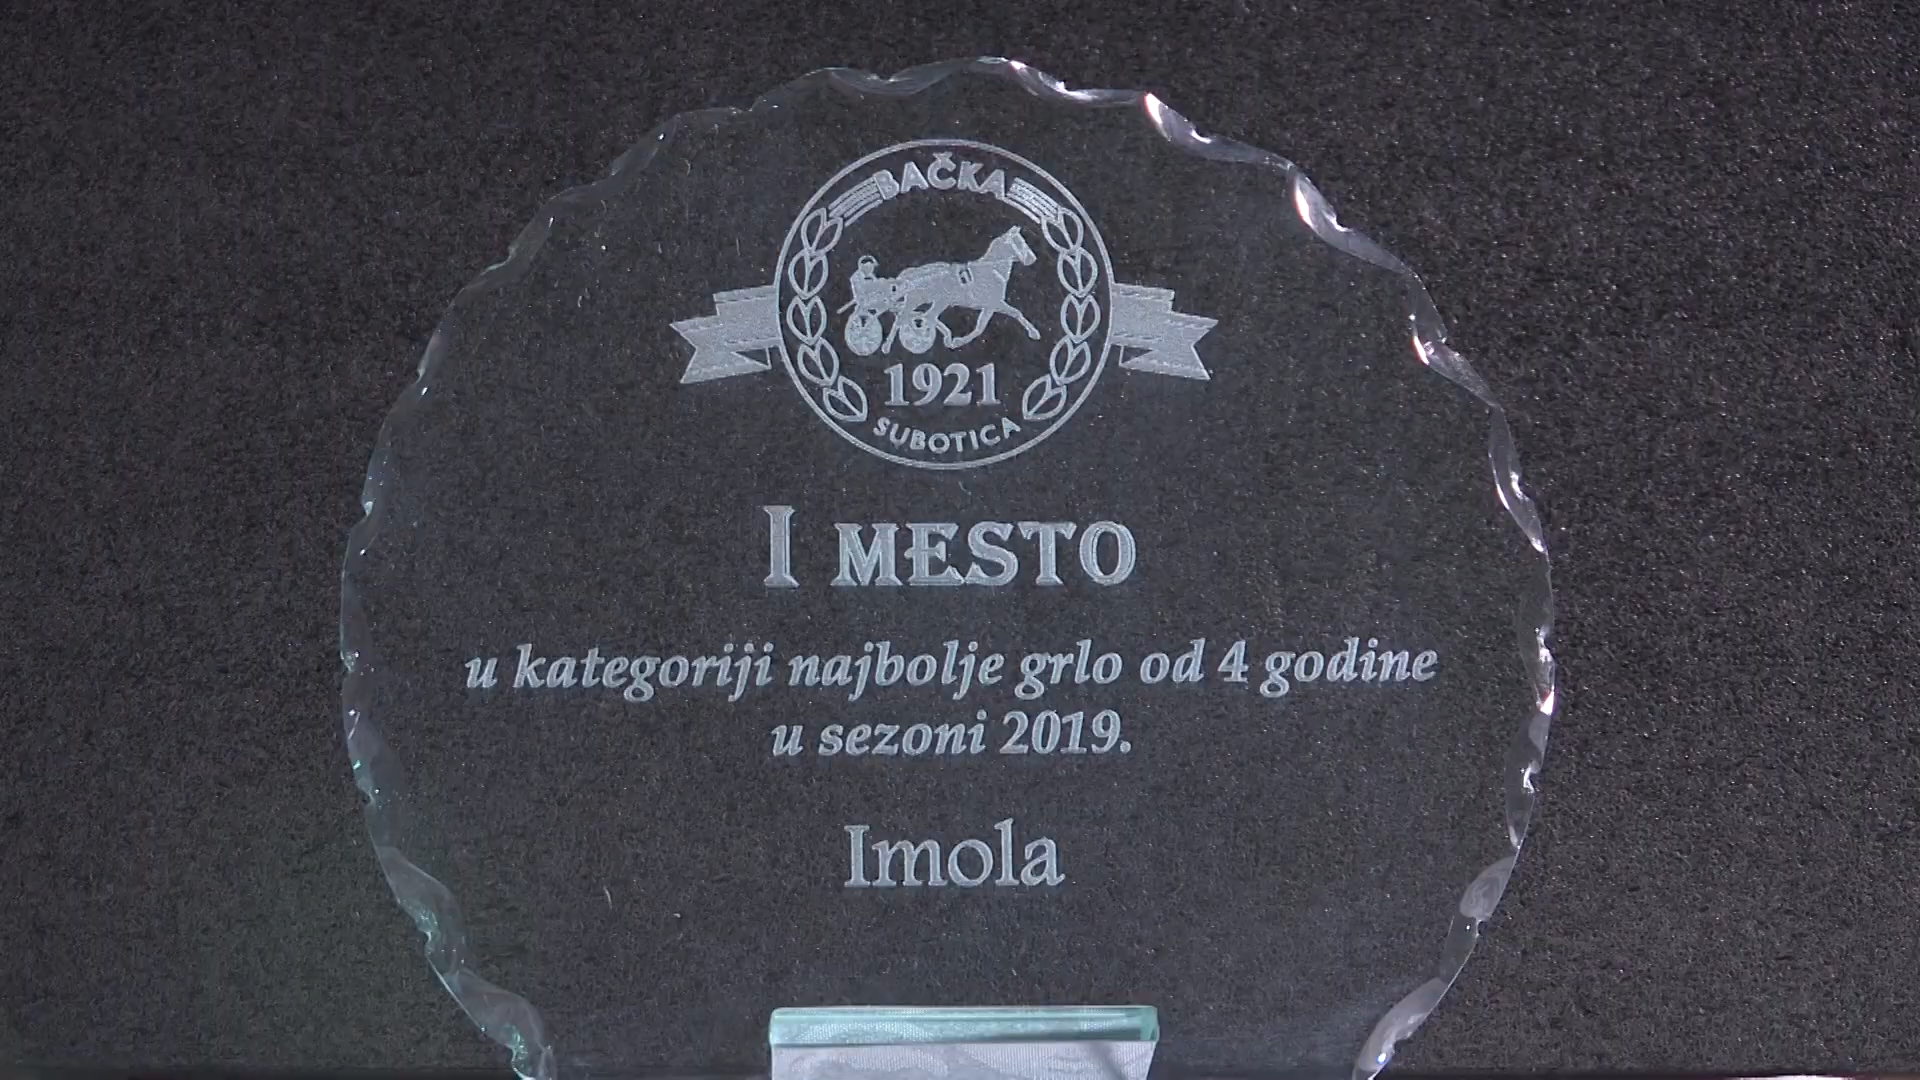 BAČKA
1921
SUBOTICA
I MESTO
u kategoriji najbolje grlo od 4 godine
u sezoni 2019.
Imola